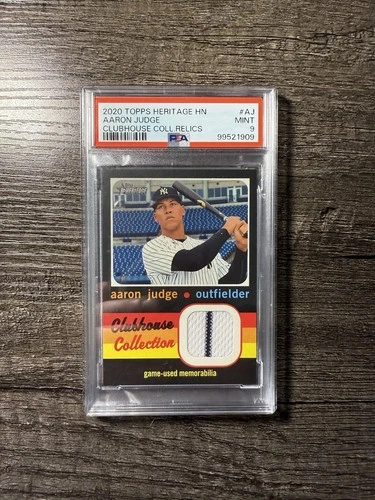 2020 TOPPS HERITAGE HN #AJ
AARON JUDGE MINT
CLUBHOUSE COLL.RELICS 9
PSA 99521909
NY
aaron judge • outfielder
Clubhouse
Collection
game-used memorabilia